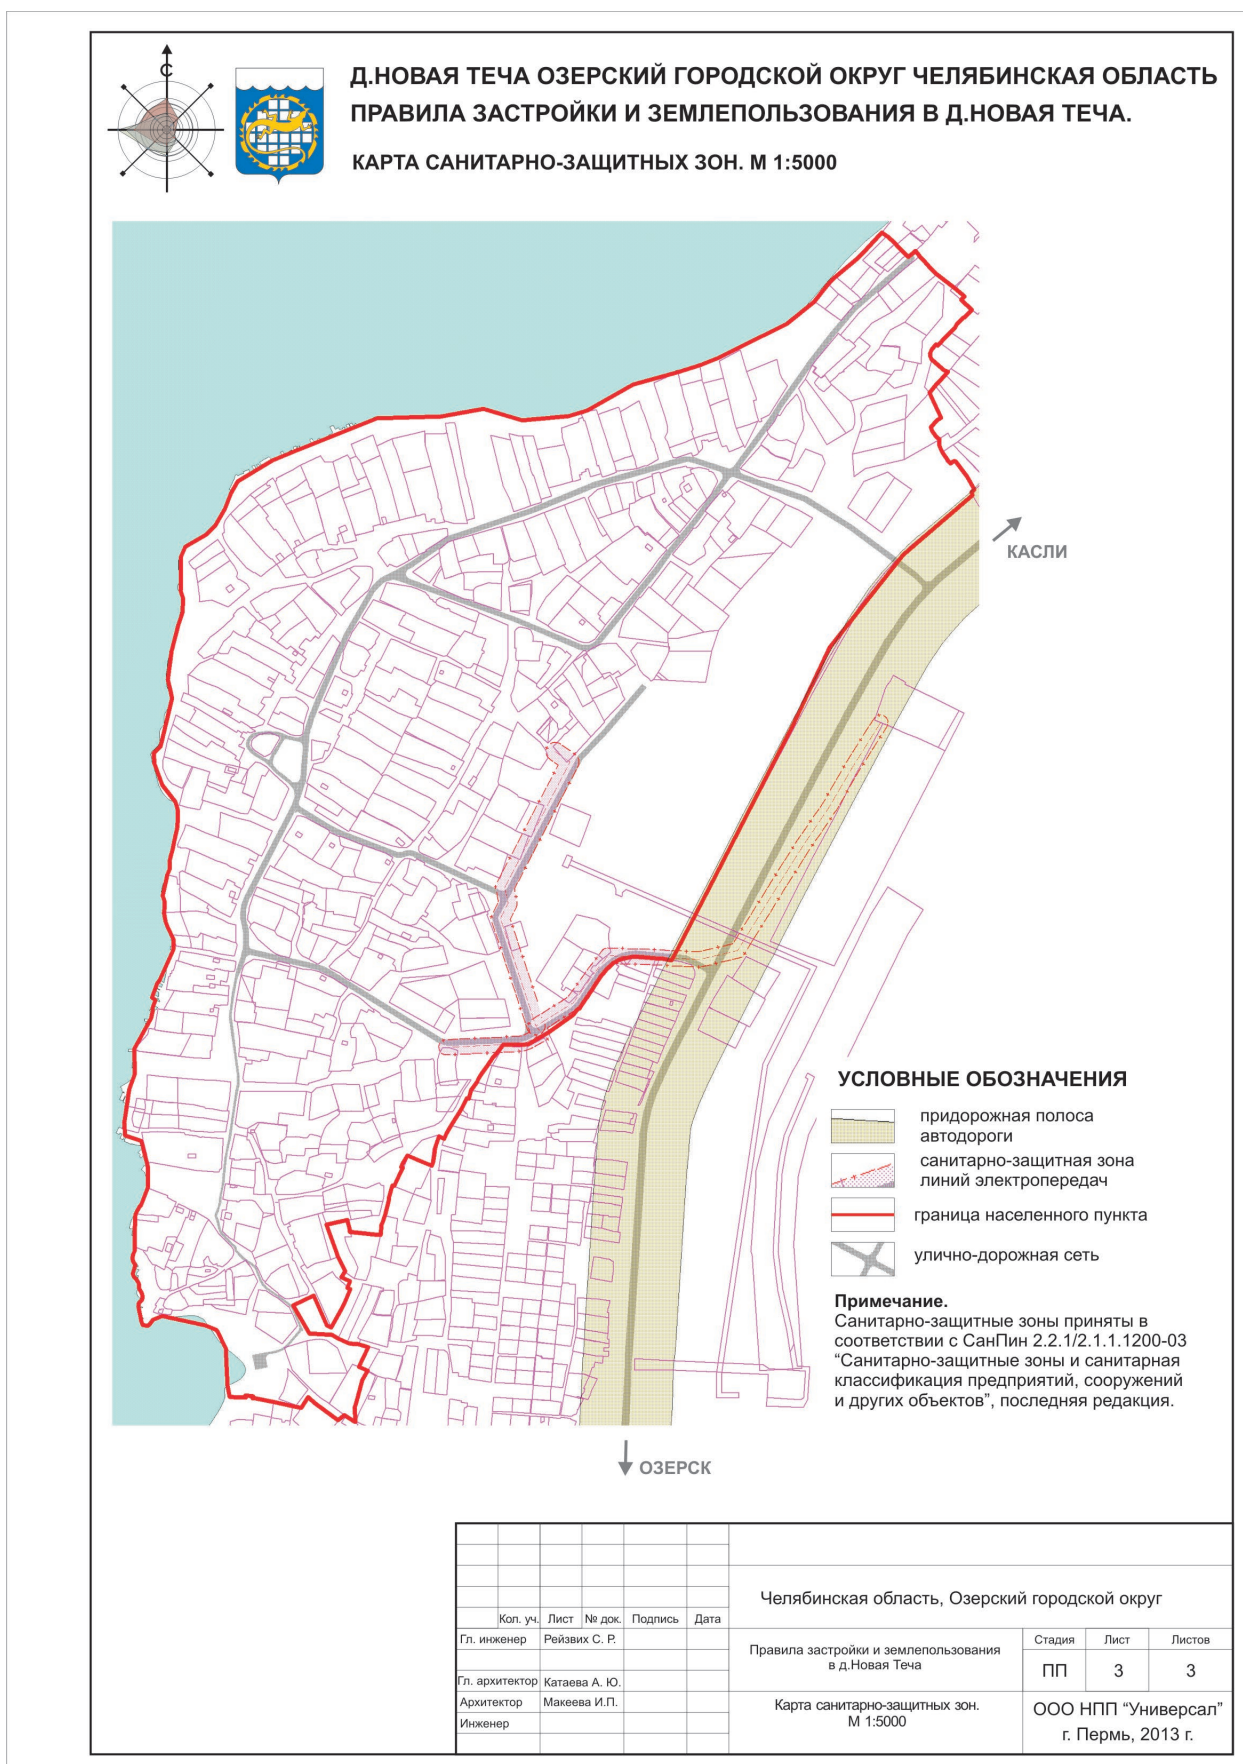 С
Д.НОВАЯ ТЕЧА ОЗЕРСКИЙ ГОРОДСКОЙ ОКРУГ ЧЕЛЯБИНСКАЯ ОБЛАСТЬ
ПРАВИЛА ЗАСТРОЙКИ И ЗЕМЛЕПОЛЬЗОВАНИЯ В Д.НОВАЯ ТЕЧА.
КАРТА САНИТАРНО-ЗАЩИТНЫХ ЗОН. М 1:5000
КАСЛИ
УСЛОВНЫЕ ОБОЗНАЧЕНИЯ
придорожная полоса
автодороги
санитарно-защитная зона
линий электропередач
граница населенного пункта
улично-дорожная сеть
Примечание.
Санитарно-защитные зоны приняты в
соответствии с СанПин 2.2.1/2.1.1.1200-03
“Санитарно-защитные зоны и санитарная
классификация предприятий, сооружений
и других объектов”, последняя редакция.
ОЗЕРСК
Челябинская область, Озерский городской округ
Кол. уч. Лист № док. Подпись Дата
Гл. инженер Рейзвих С. Р.
Гл. архитектор Катаева А. Ю.
Архитектор Макеева И.П.
Инженер
Правила застройки и землепользования
в д.Новая Теча
Стадия Лист Листов
ПП 3 3
Карта санитарно-защитных зон.
М 1:5000
ООО НПП “Универсал”
г. Пермь, 2013 г.